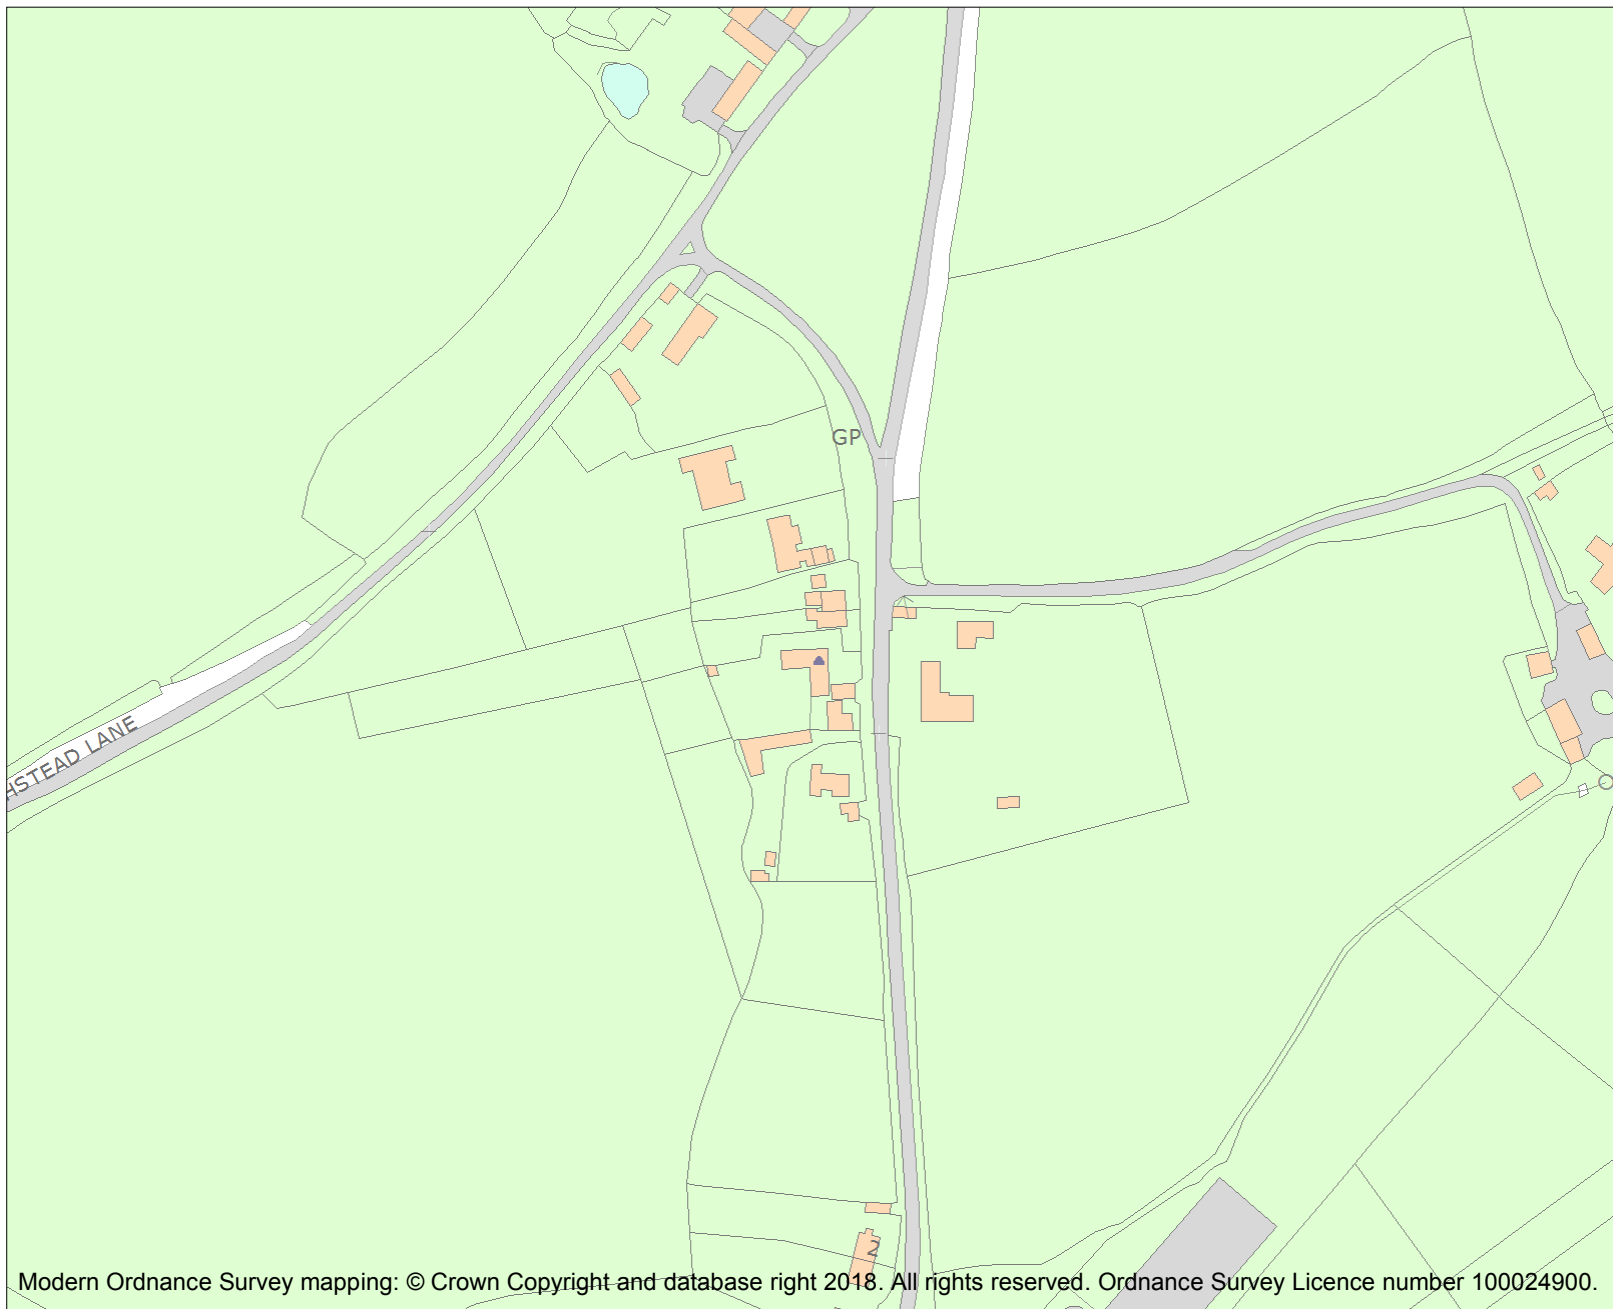 GP
HSTEAD LANE
O
2
Modern Ordnance Survey mapping: © Crown Copyright and database right 2018. All rights reserved. Ordnance Survey Licence number 100024900.